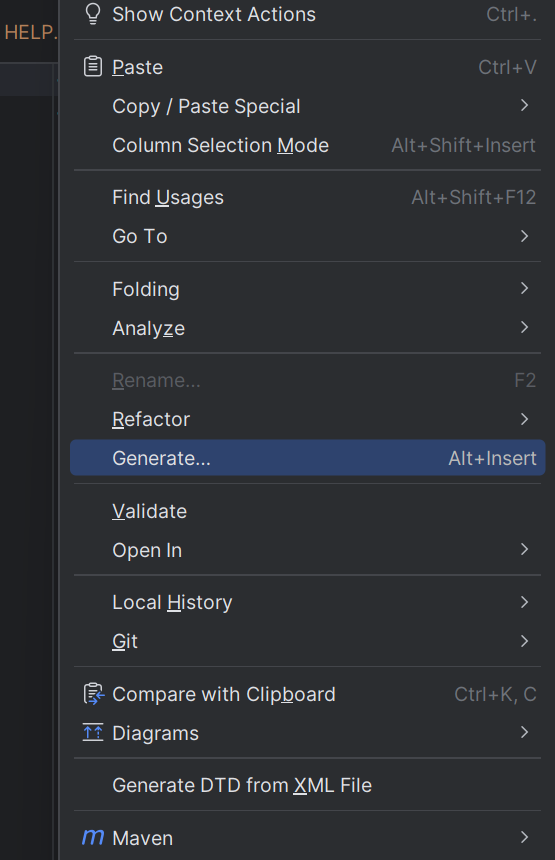 HELP.
Show Context Actions Ctrl+.
Paste Ctrl+V
Copy / Paste Special
Column Selection Mode Alt+Shift+Insert
Find Usages Alt+Shift+F12
Go To
Folding
Analyze
Rename... F2
Refactor
Generate... Alt+Insert
Validate
Open In
Local History
Git
Compare with Clipboard Ctrl+K, C
Diagrams
Generate DTD from XML File
m Maven